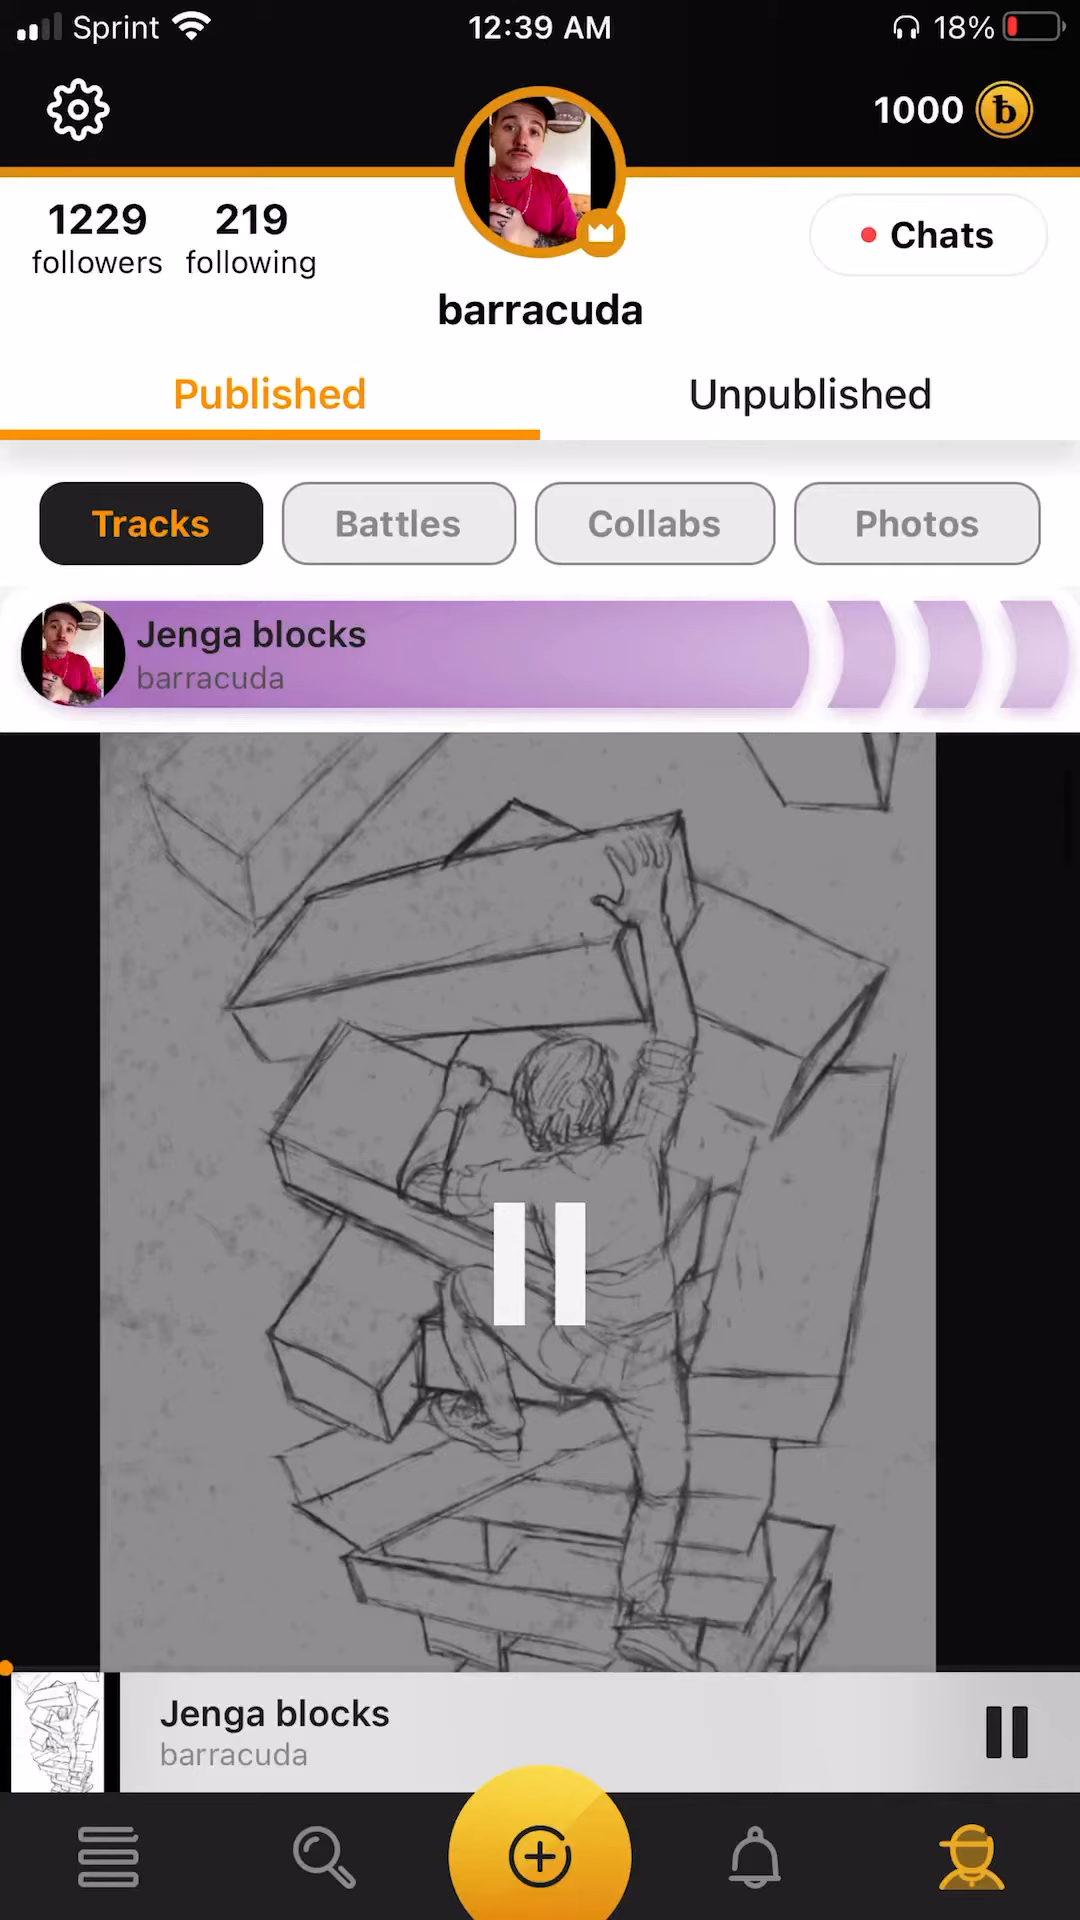 Sprint 12:39 AM 18%
1000
1229 219
followers following
Chats
barracuda
Published Unpublished
Tracks Battles Collabs Photos
Jenga blocks
barracuda
Jenga blocks
barracuda